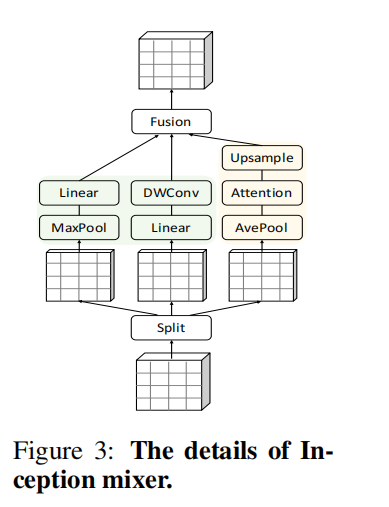 Fusion
Upsample
Linear DWConv Attention
MaxPool Linear AvePool
Split
Figure 3: The details of In-
ception mixer.